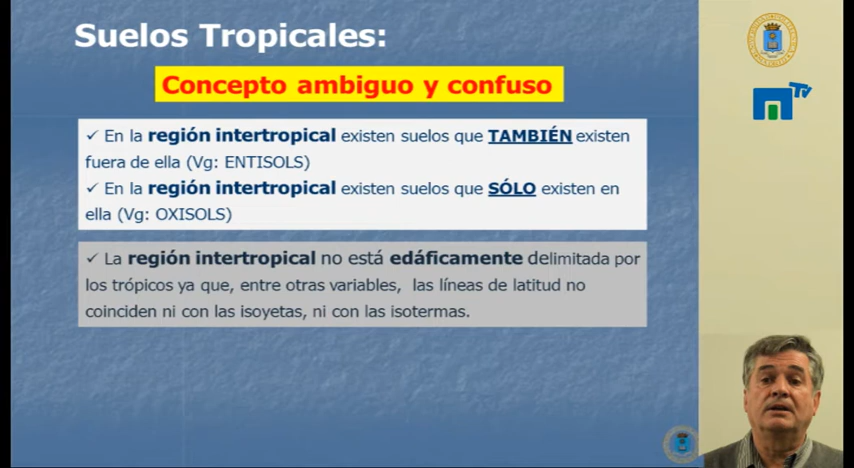 Suelos Tropicales:
Concepto ambiguo y confuso
✓ En la región intertropical existen suelos que TAMBIÉN existen
fuera de ella (Vg: ENTISOLS)
✓ En la región intertropical existen suelos que SÓLO existen en
ella (Vg: OXISOLS)
✓ La región intertropical no está edáficamente delimitada por
los trópicos ya que, entre otras variables, las líneas de latitud no
coinciden ni con las isoyetas, ni con las isotermas.
Tv